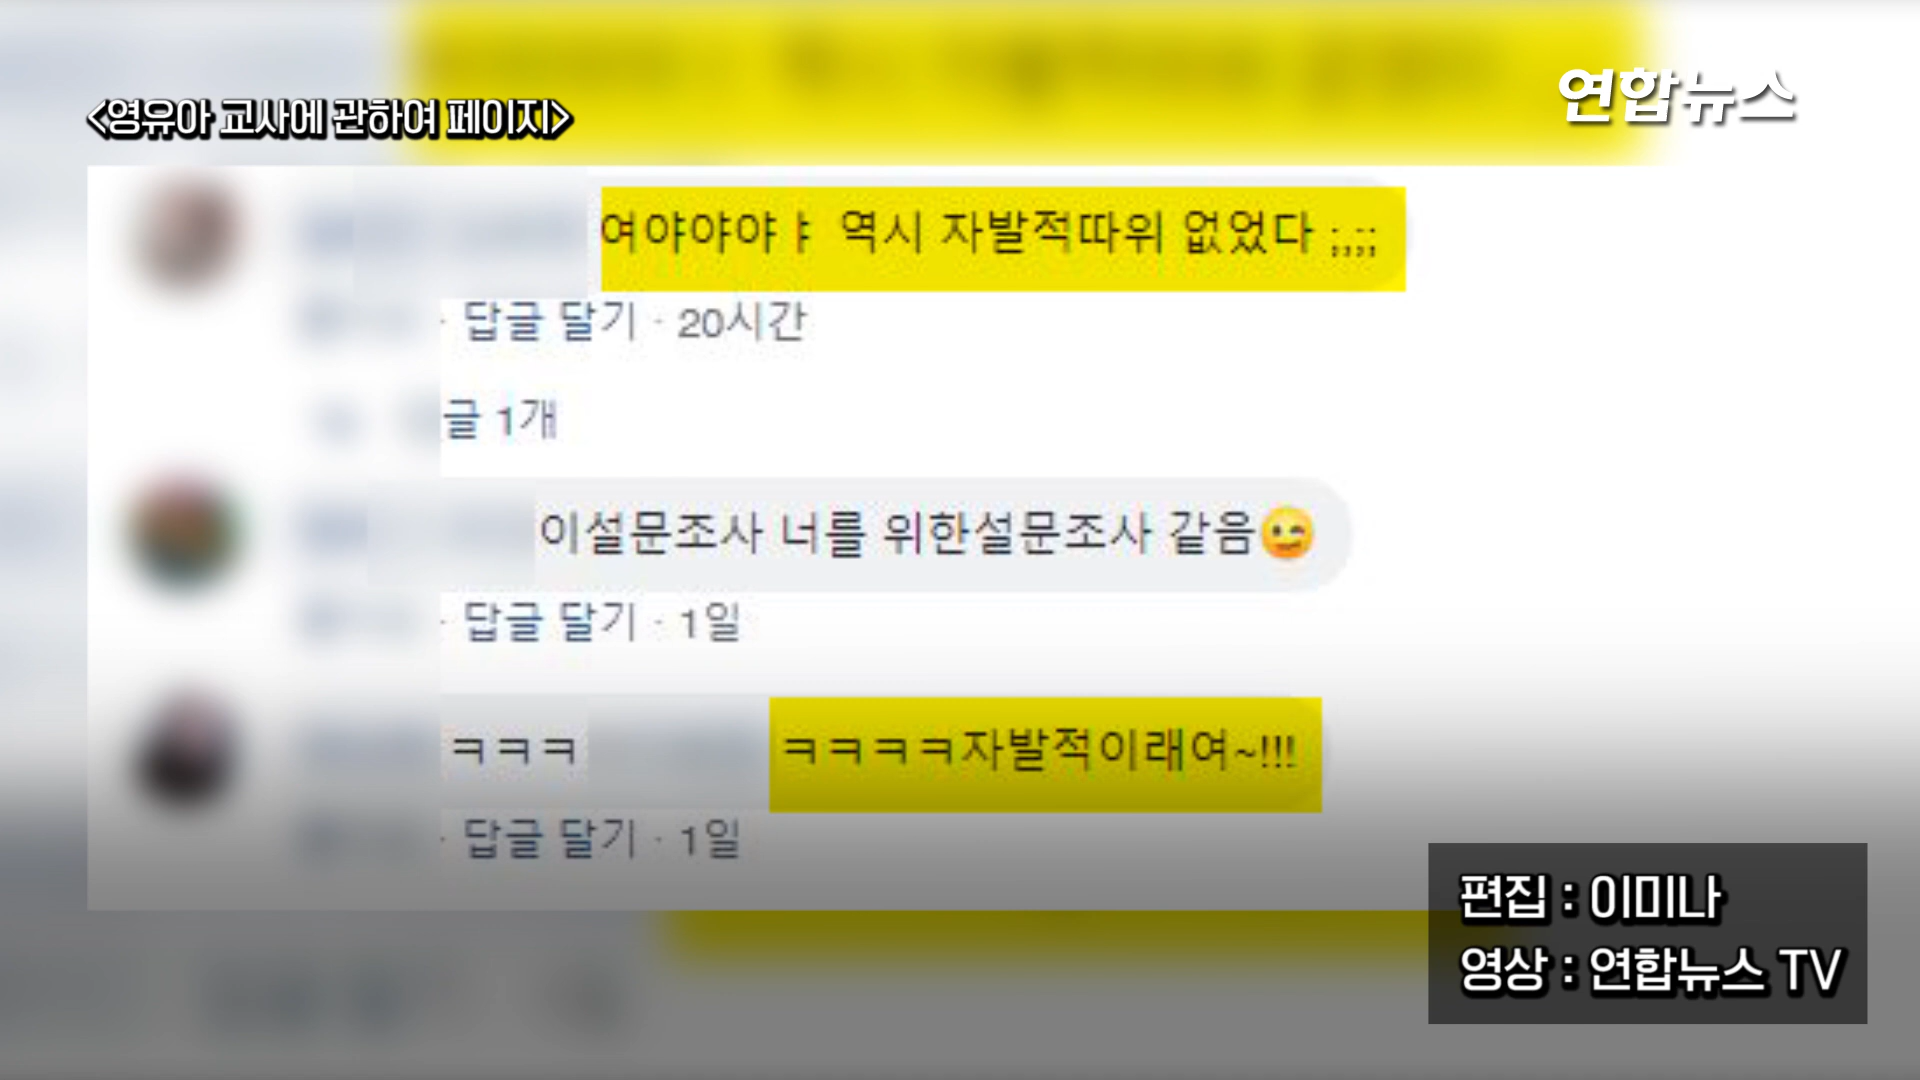 연합뉴스
<영유아 교사에 관하여 페이지>
여야야야ㅑ 역시 자발적따위 없었다 ;;;;
· 답글 달기 · 20시간
글 1개
이설문조사 너를 위한설문조사 같음😉
· 답글 달기 · 1일
ㅋㅋㅋ ㅋㅋㅋㅋ자발적이래여~!!!
· 답글 달기 · 1일
편집 : 이미나
영상 : 연합뉴스 TV